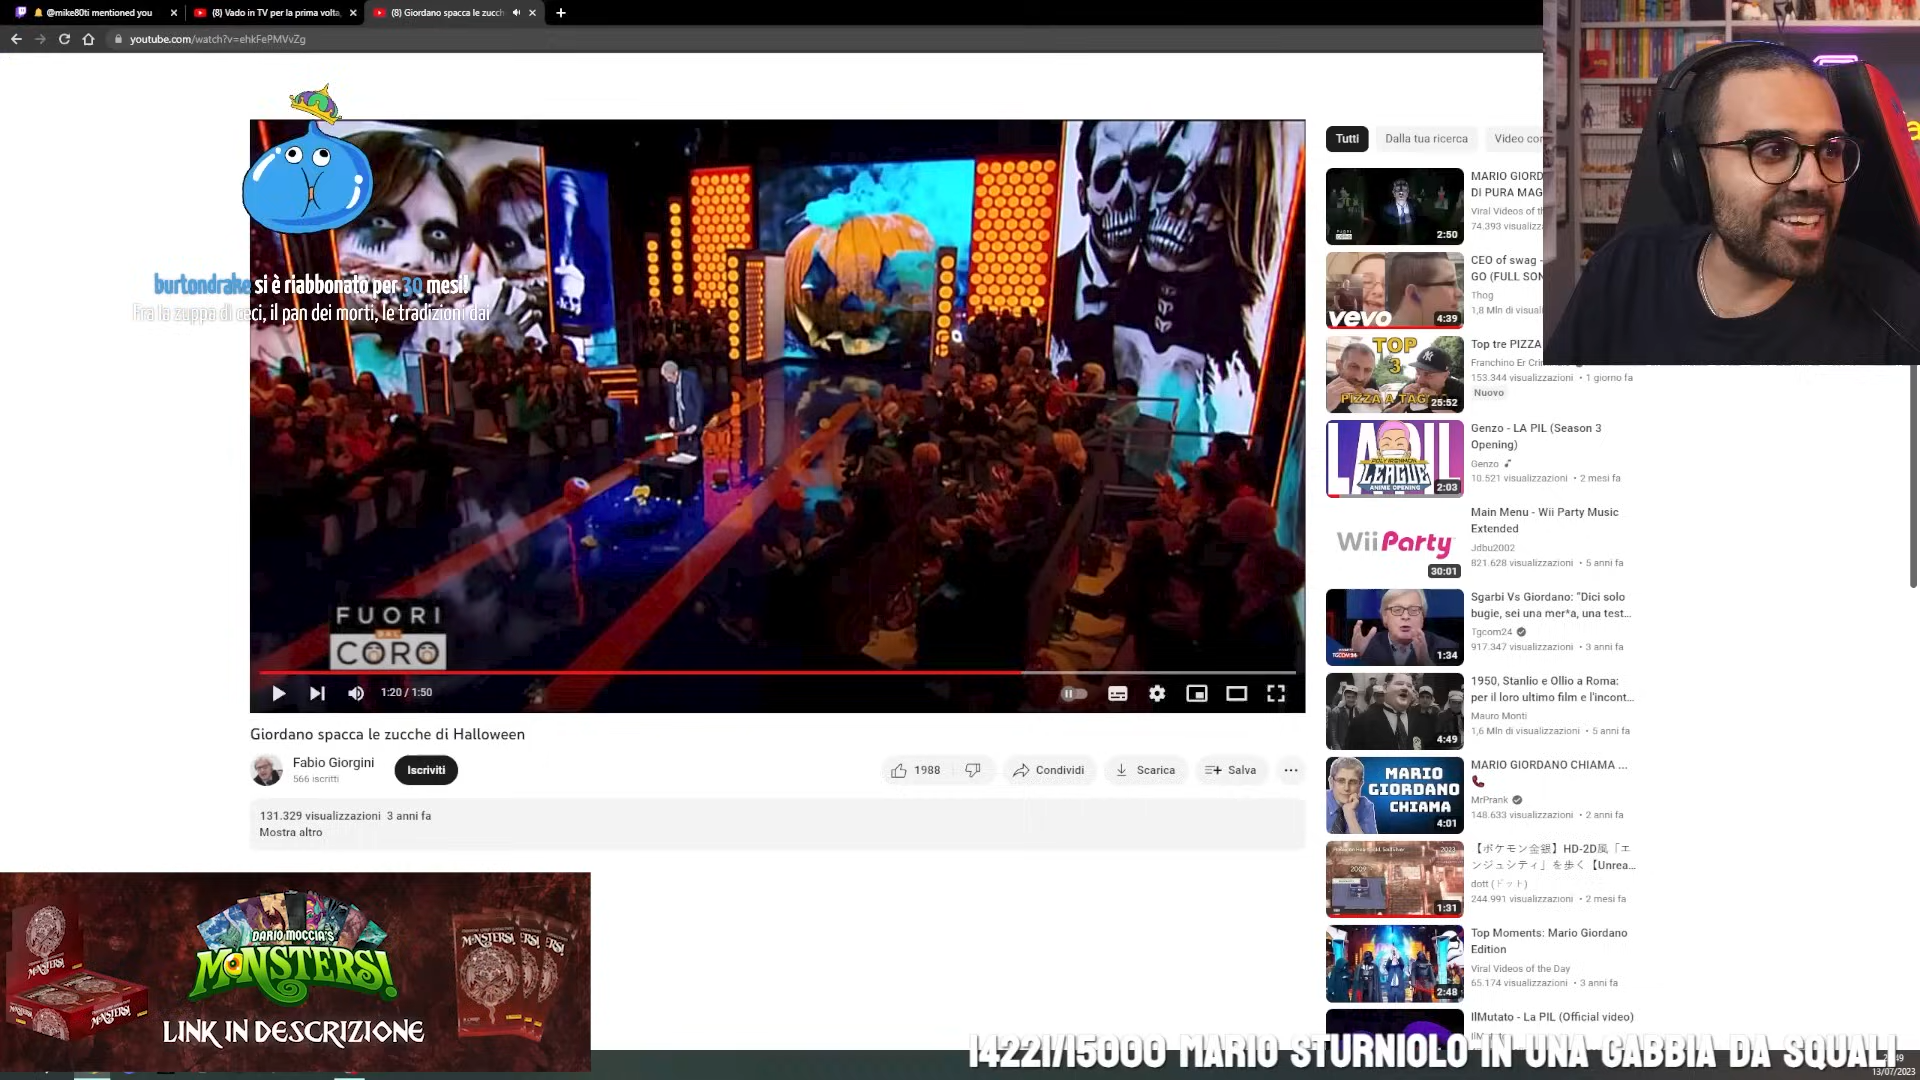 @mike80ti mentioned you
(8) Vado in TV per la prima volta,
(8) Giordano spacca le zucch
youtube.com/watch?v=ehkFePMVvZg
burtondrake si è riabbonato per 30 mesi!
Fra la zuppa di ceci, il pan dei morti, le tradizioni dai
FUORI
DAL
CORO
1:20 / 1:50
Giordano spacca le zucche di Halloween
Fabio Giorgini
566 iscritti
Iscriviti
1988
Condividi
Scarica
Salva
131.329 visualizzazioni 3 anni fa
Mostra altro
DARIO MOCCIA'S
MONSTERS!
LINK IN DESCRIZIONE
Tutti
Dalla tua ricerca
Video con
MARIO GIORD
DI PURA MAG
Viral Videos of th
74.393 visualizz
2:50
CEO of swag -
GO (FULL SON
Thog
1,8 Mln di visuali
vevo
4:39
Top tre PIZZA
Franchino Er Cri
153.344 visualizzazioni • 1 giorno fa
Nuovo
TOP
3
PIZZA A TAG
25:52
Genzo - LA PIL (Season 3
Opening)
Genzo
10.521 visualizzazioni • 2 mesi fa
LEAGUE
ANIME OPENING
2:03
Main Menu - Wii Party Music
Extended
Jdbu2002
821.628 visualizzazioni • 5 anni fa
Wii Party
30:01
Sgarbi Vs Giordano: "Dici solo
bugie, sei una mer*a, una test...
Tgcom24
917.347 visualizzazioni • 3 anni fa
1:34
1950, Stanlio e Ollio a Roma:
per il loro ultimo film e l'incont...
Mauro Monti
1,6 Mln di visualizzazioni • 5 anni fa
4:49
MARIO GIORDANO CHIAMA ...
MrPrank
148.633 visualizzazioni • 2 anni fa
MARIO
GIORDANO
CHIAMA
4:01
【ポケモン金銀】HD-2D風「エ
ンジュシティ」を歩く【Unrea...
dott (ドット)
244.991 visualizzazioni • 2 mesi fa
2009
2023
1:31
Top Moments: Mario Giordano
Edition
Viral Videos of the Day
65.174 visualizzazioni • 3 anni fa
2:48
IlMutato - La PIL (Official video)
14221/15000 MARIO STURNIOLO IN UNA GABBIA DA SQUALI
13/07/2023